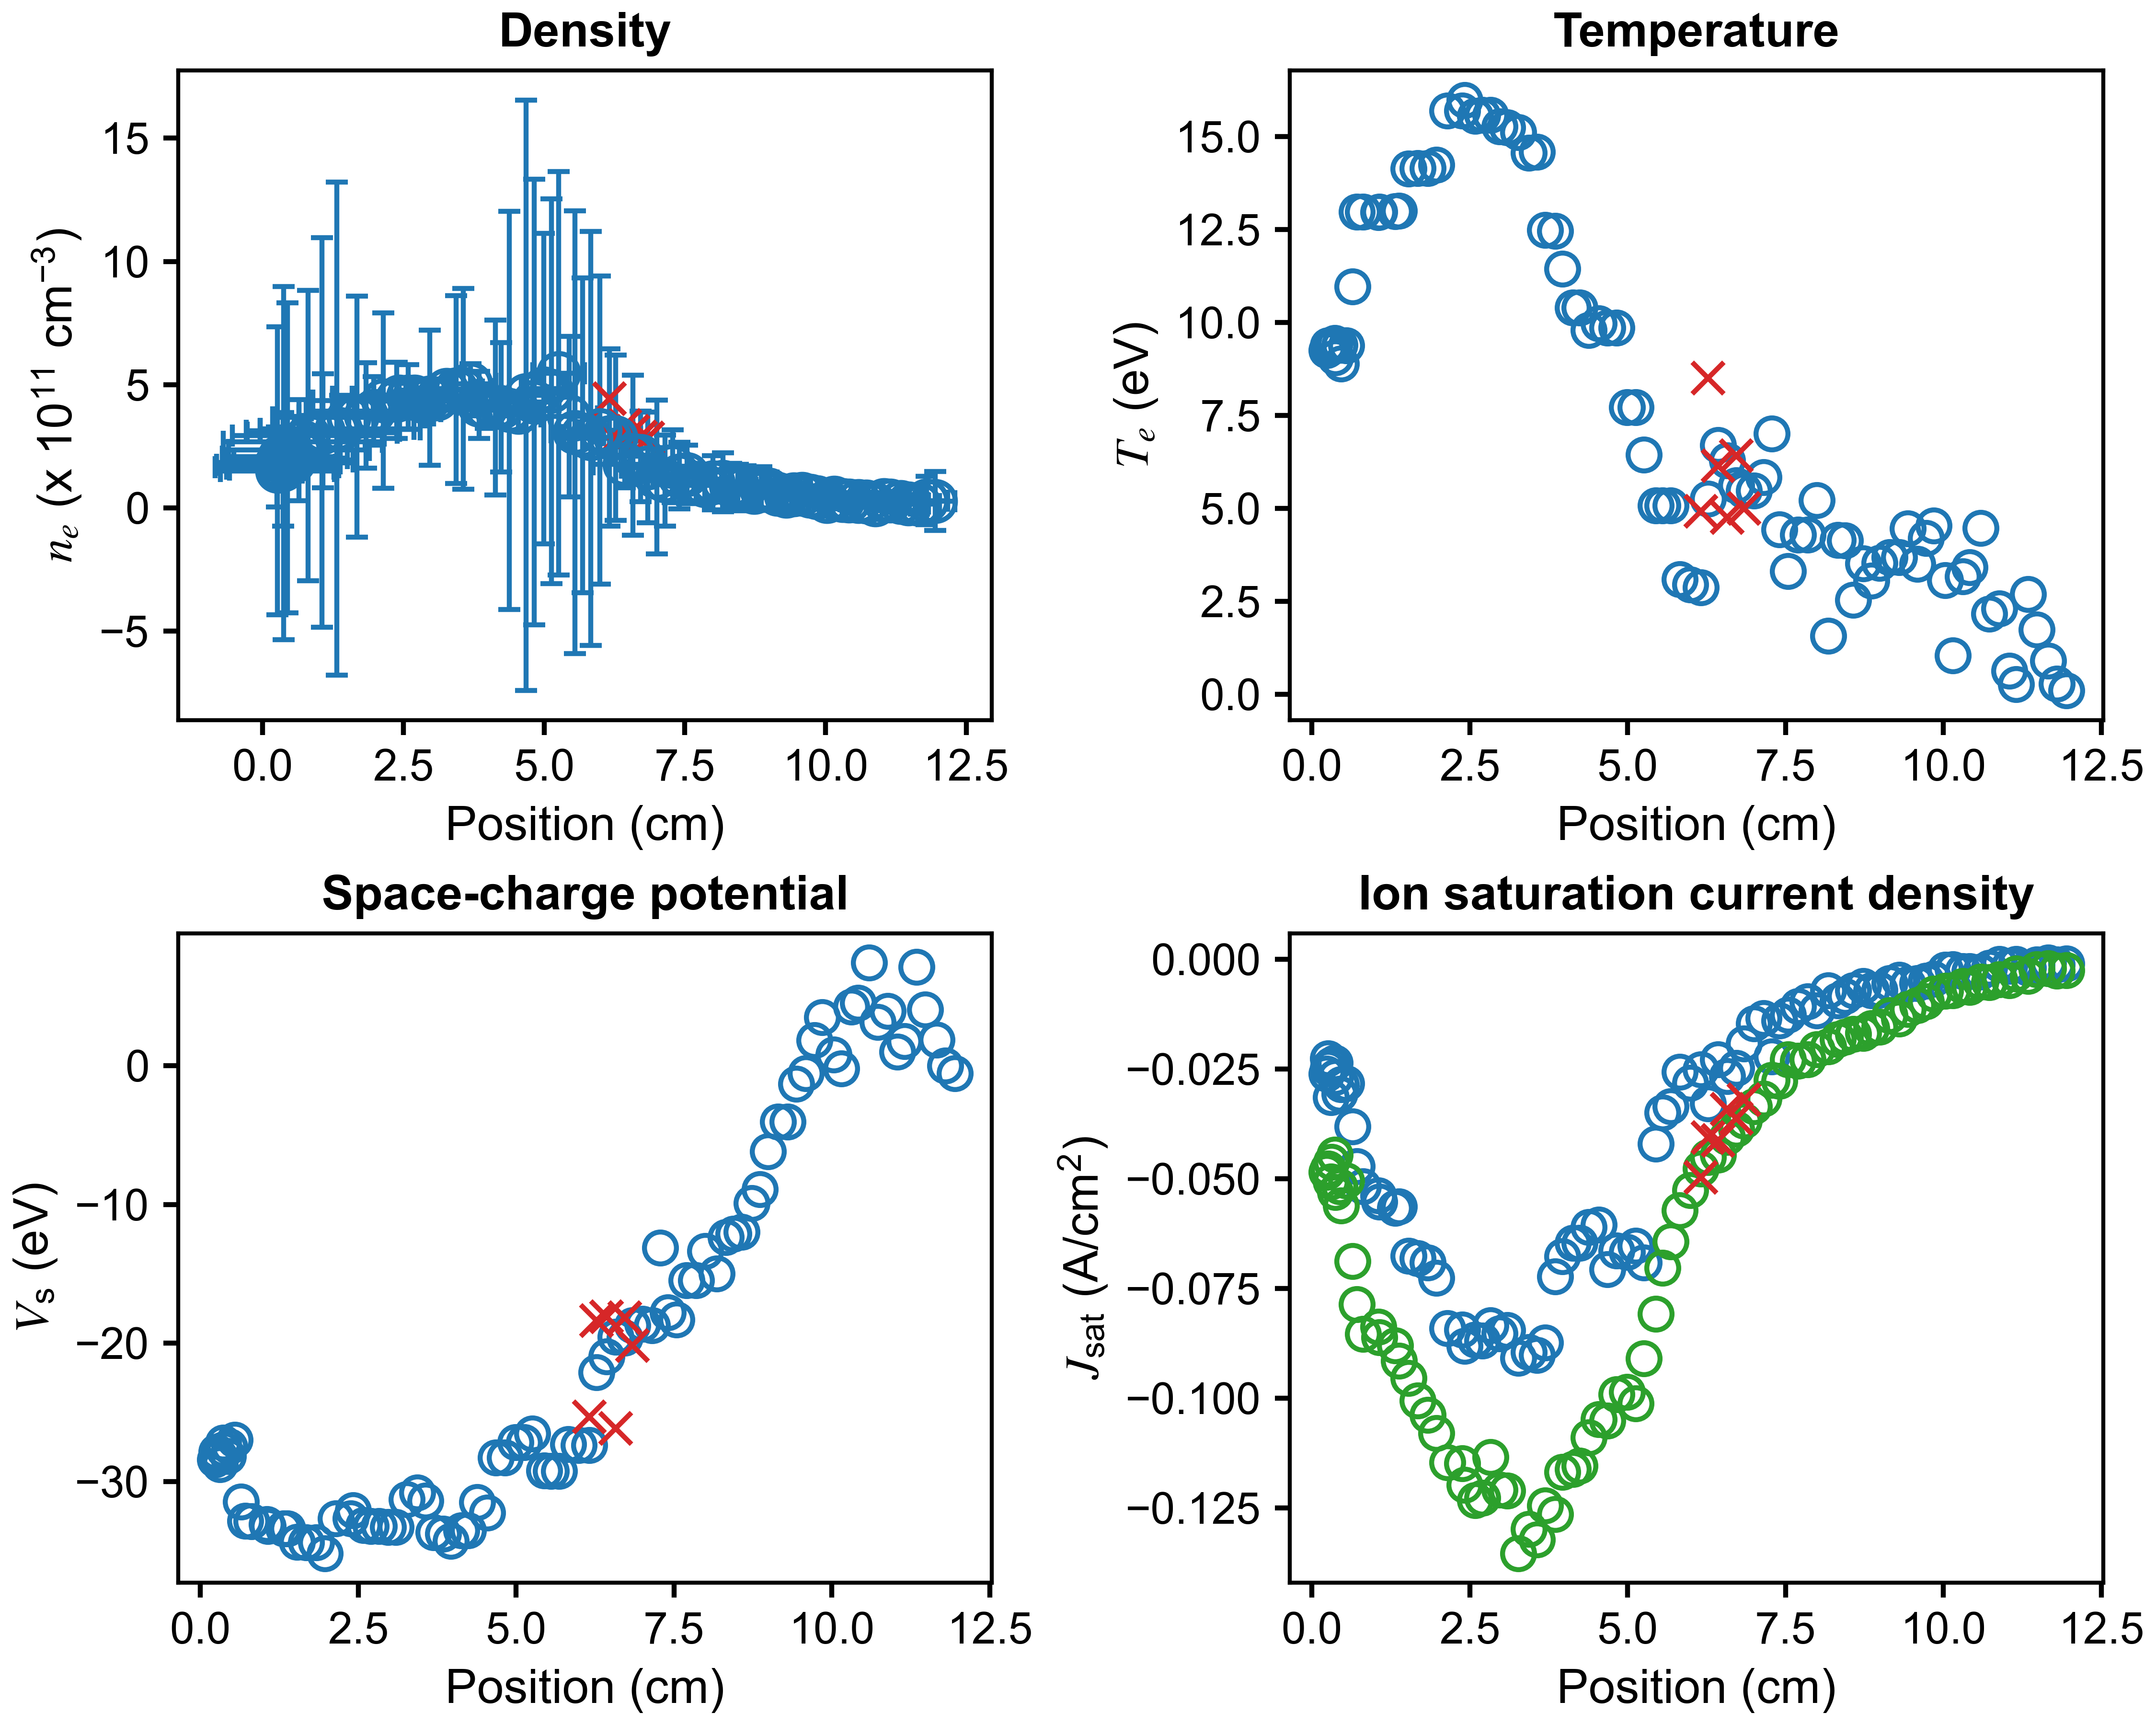 Density
15
10
5
0
−5
n_e (x 10^11 cm^−3)
0.0 2.5 5.0 7.5 10.0 12.5
Position (cm)
Temperature
15.0
12.5
10.0
7.5
5.0
2.5
0.0
T_e (eV)
0.0 2.5 5.0 7.5 10.0 12.5
Position (cm)
Space-charge potential
0
−10
−20
−30
V_s (eV)
0.0 2.5 5.0 7.5 10.0 12.5
Position (cm)
Ion saturation current density
0.000
−0.025
−0.050
−0.075
−0.100
−0.125
J_sat (A/cm^2)
0.0 2.5 5.0 7.5 10.0 12.5
Position (cm)